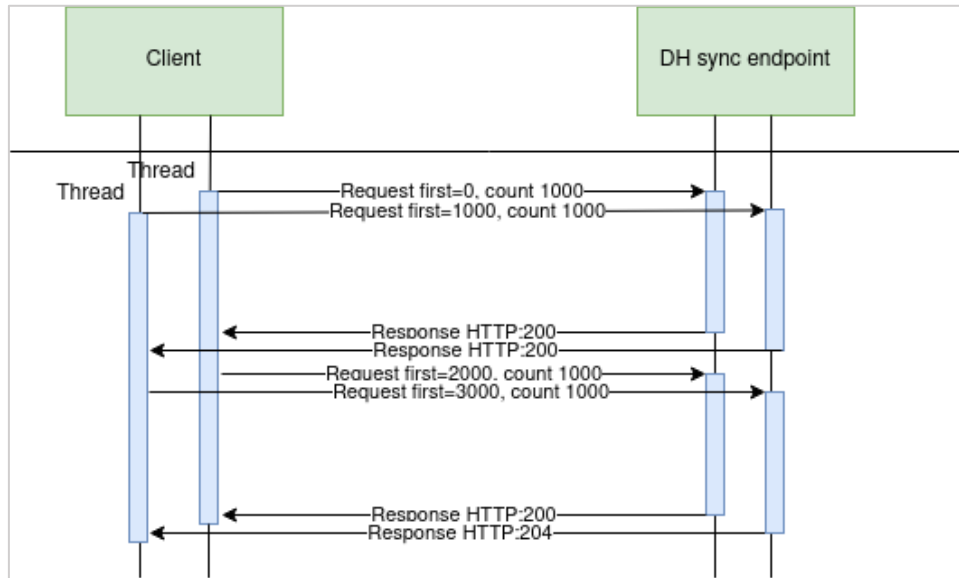 Client
DH sync endpoint
Thread
Thread
Request first=0, count 1000
Request first=1000, count 1000
Response HTTP:200
Response HTTP:200
Request first=2000, count 1000
Request first=3000, count 1000
Response HTTP:200
Response HTTP:204